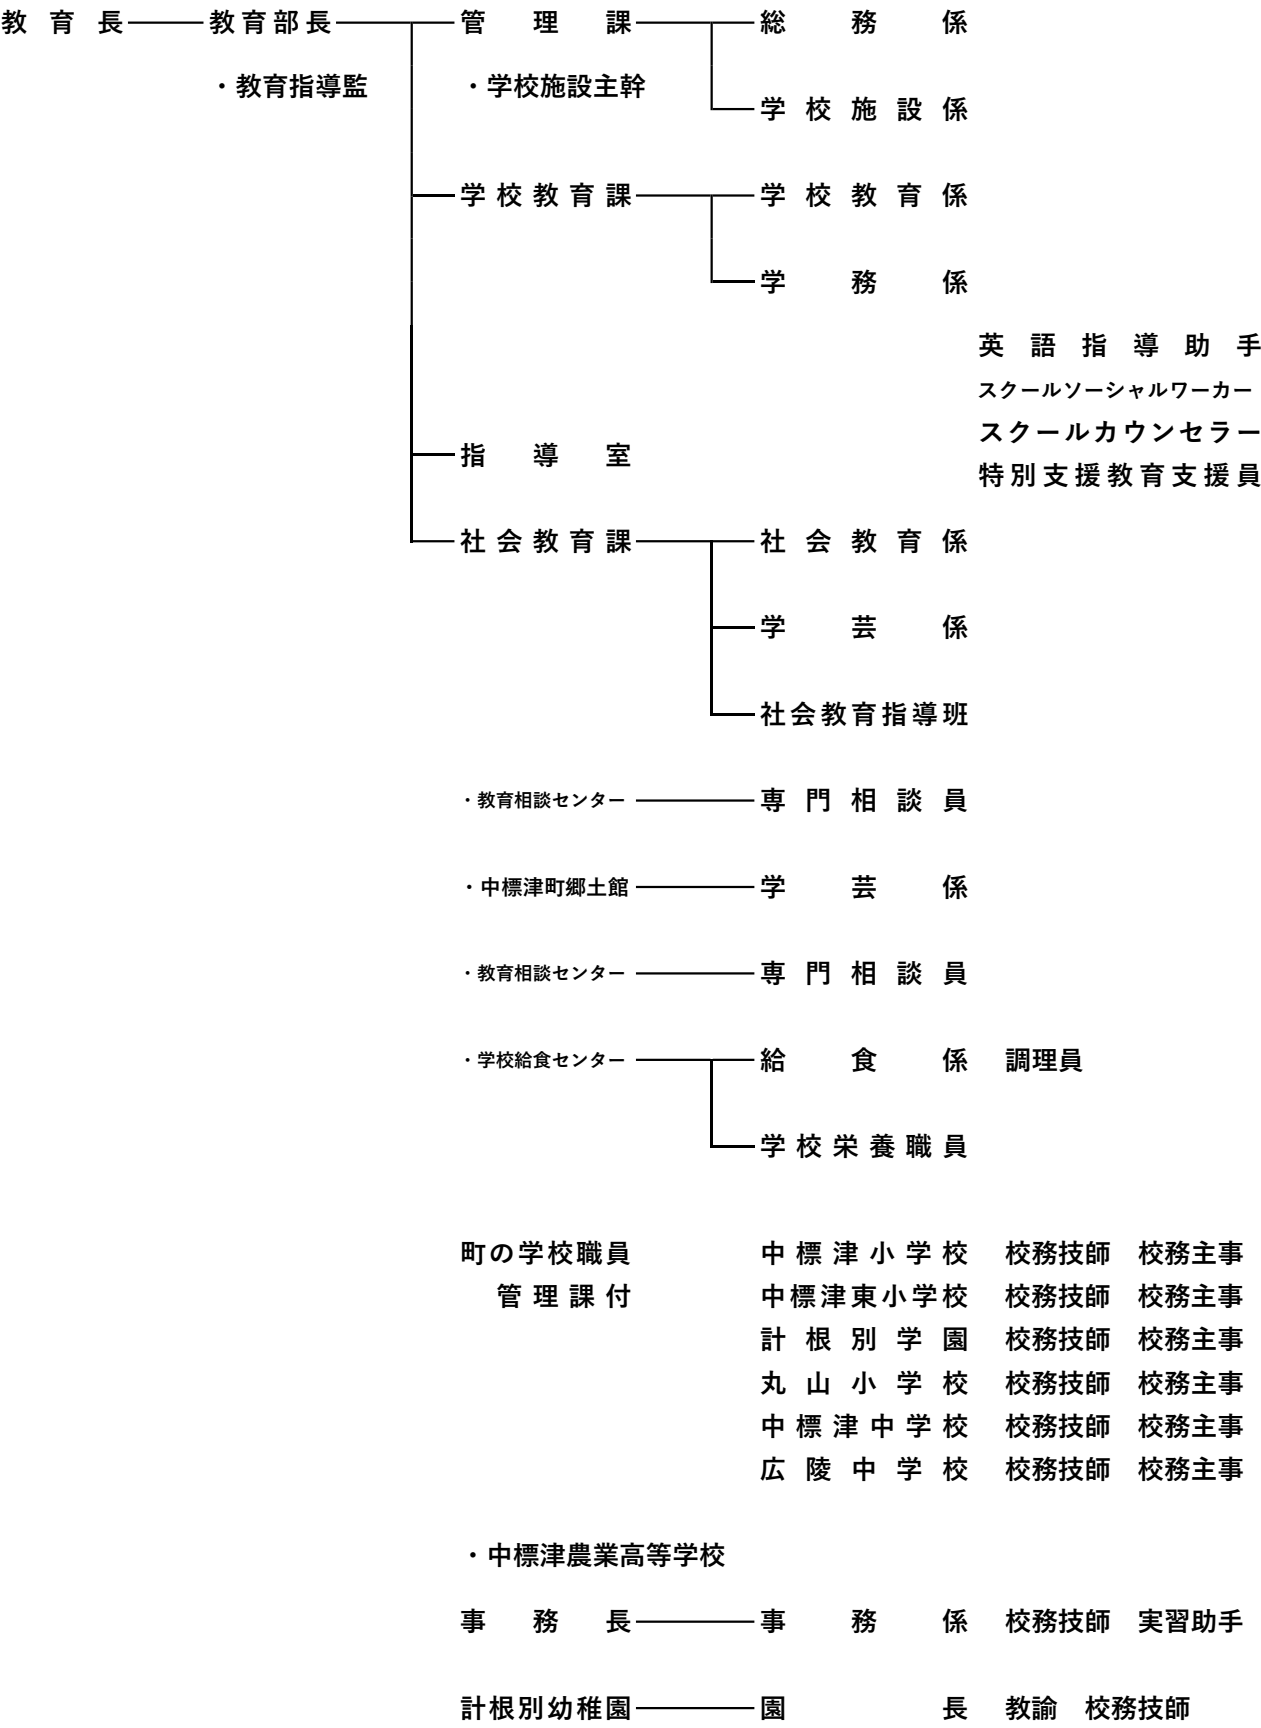 教育長 教育部長 管理課 総務係
・教育指導監 ・学校施設主幹
学校施設係
学校教育課 学校教育係
学務係
英語指導助手
スクールソーシャルワーカー
スクールカウンセラー
指導室
特別支援教育支援員
社会教育課 社会教育係
学芸係
社会教育指導班
・教育相談センター 専門相談員
・中標津町郷土館 学芸係
・教育相談センター 専門相談員
・学校給食センター 給食係 調理員
学校栄養職員
町の学校職員 中標津小学校 校務技師 校務主事
管理課付 中標津東小学校 校務技師 校務主事
計根別学園 校務技師 校務主事
丸山小学校 校務技師 校務主事
中標津中学校 校務技師 校務主事
広陵中学校 校務技師 校務主事
・中標津農業高等学校
事務長 事務係 校務技師 実習助手
計根別幼稚園 園長 教諭 校務技師